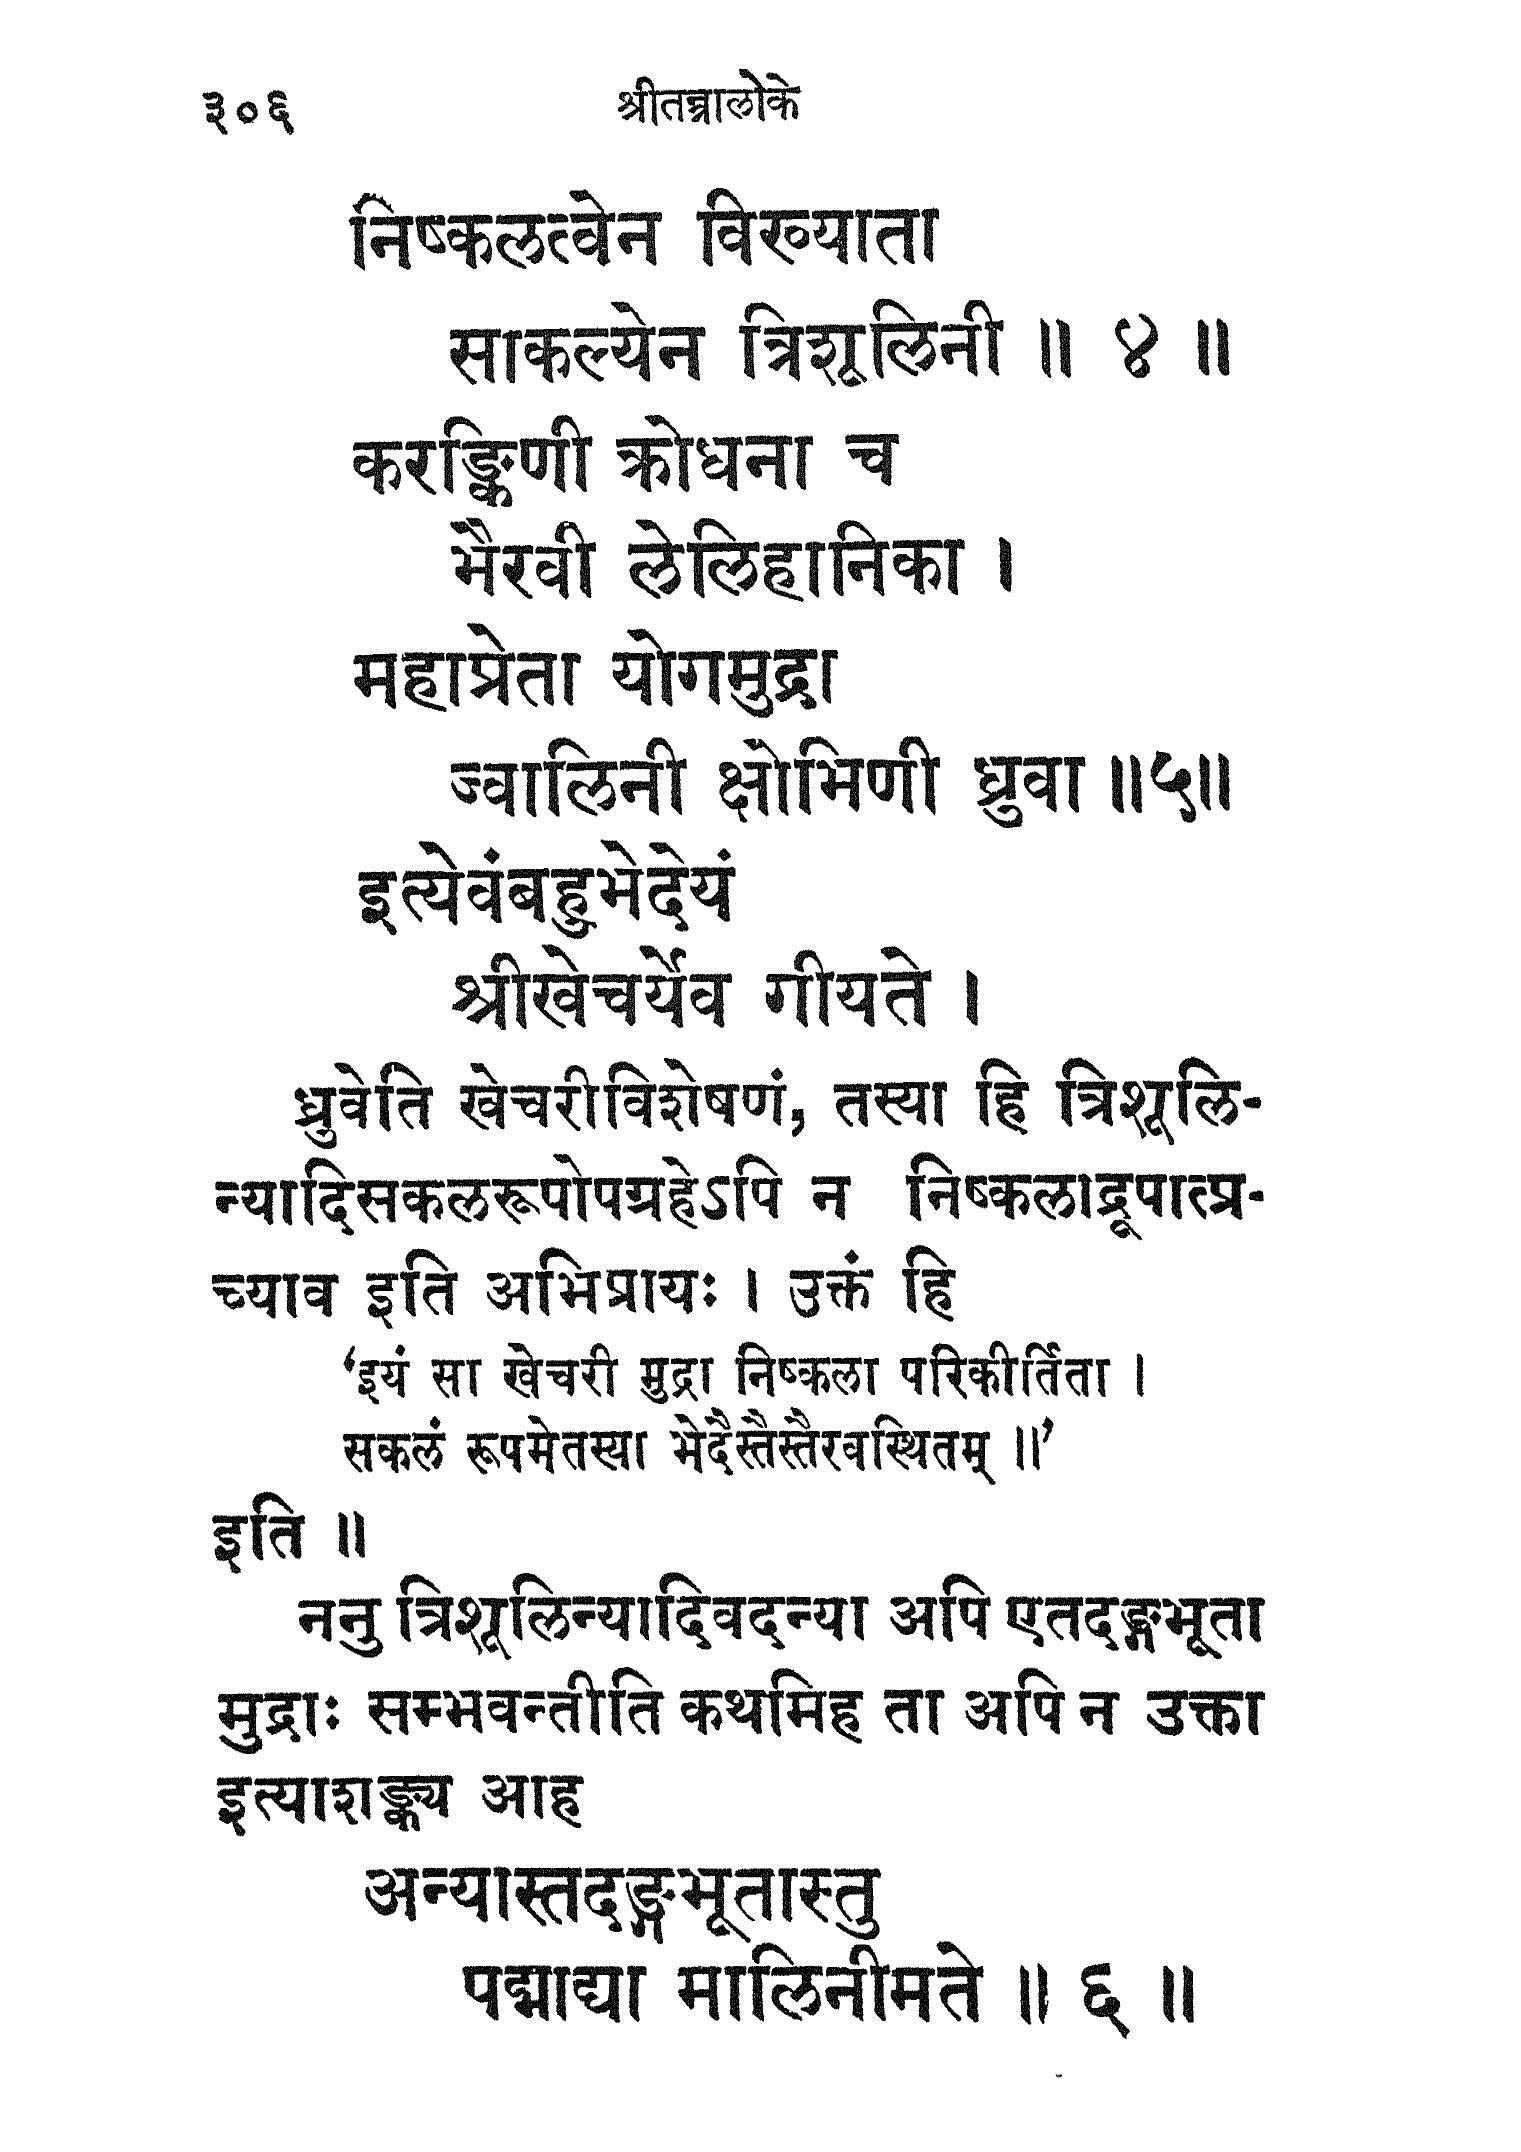 ३०६ श्रीतन्त्रालोके
निष्कलत्वेन विख्याता
साकल्येन त्रिशूलिनी ॥ ४ ॥
करङ्किणी क्रोधना च
भैरवी लेलिहानिका ।
महाप्रेता योगमुद्रा
ज्वालिनी क्षोभिणी ध्रुवा ॥५॥
इत्येवंबहुभेदेयं
श्रीखेचर्येव गीयते ।
ध्रुवेति खेचरीविशेषणं, तस्या हि त्रिशूलि-
न्यादिसकलरूपोपग्रहेऽपि न निष्कलाद्रूपात्प्र-
च्याव इति अभिप्रायः । उक्तं हि
‘इयं सा खेचरी मुद्रा निष्कला परिकीर्तिता ।
सकलं रूपमेतस्या भेदैस्तैस्तैरवस्थितम् ॥’
इति ॥
ननु त्रिशूलिन्यादिवदन्या अपि एतदङ्गभूता
मुद्राः सम्भवन्तीति कथमिह ता अपि न उक्ता
इत्याशङ्क्य आह
अन्यास्तदङ्गभूतास्तु
पद्माद्या मालिनीमते ॥ ६ ॥